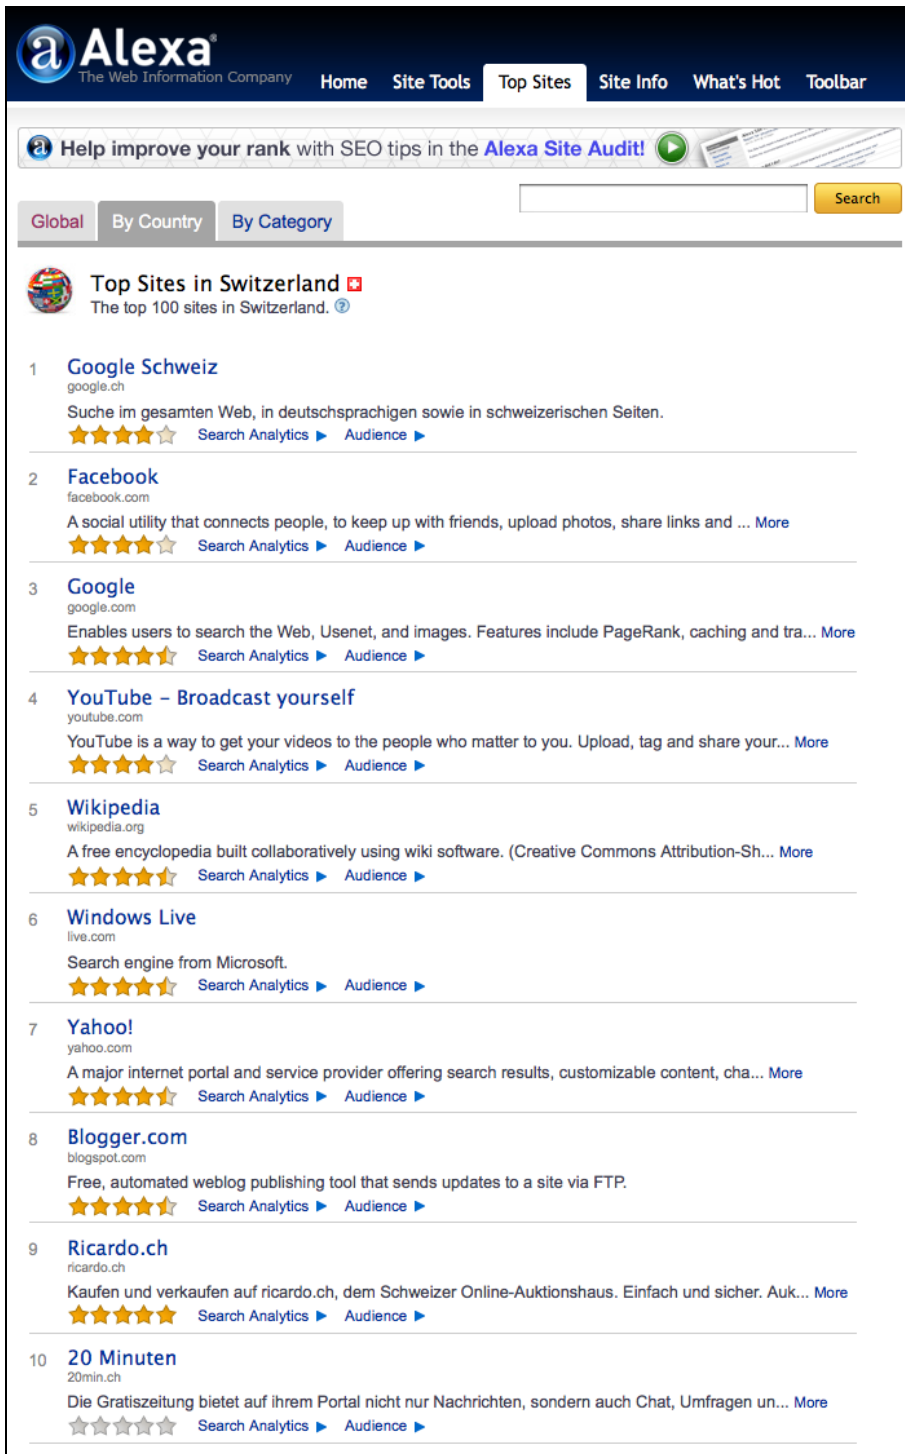 a Alexa®
The Web Information Company
Home Site Tools Top Sites Site Info What's Hot Toolbar
a Help improve your rank with SEO tips in the Alexa Site Audit!
Search
Global By Country By Category
Top Sites in Switzerland
The top 100 sites in Switzerland. ?
1 Google Schweiz
google.ch
Suche im gesamten Web, in deutschsprachigen sowie in schweizerischen Seiten.
Search Analytics Audience
2 Facebook
facebook.com
A social utility that connects people, to keep up with friends, upload photos, share links and ... More
Search Analytics Audience
3 Google
google.com
Enables users to search the Web, Usenet, and images. Features include PageRank, caching and tra... More
Search Analytics Audience
4 YouTube - Broadcast yourself
youtube.com
YouTube is a way to get your videos to the people who matter to you. Upload, tag and share your... More
Search Analytics Audience
5 Wikipedia
wikipedia.org
A free encyclopedia built collaboratively using wiki software. (Creative Commons Attribution-Sh... More
Search Analytics Audience
6 Windows Live
live.com
Search engine from Microsoft.
Search Analytics Audience
7 Yahoo!
yahoo.com
A major internet portal and service provider offering search results, customizable content, cha... More
Search Analytics Audience
8 Blogger.com
blogspot.com
Free, automated weblog publishing tool that sends updates to a site via FTP.
Search Analytics Audience
9 Ricardo.ch
ricardo.ch
Kaufen und verkaufen auf ricardo.ch, dem Schweizer Online-Auktionshaus. Einfach und sicher. Auk... More
Search Analytics Audience
10 20 Minuten
20min.ch
Die Gratiszeitung bietet auf ihrem Portal nicht nur Nachrichten, sondern auch Chat, Umfragen un... More
Search Analytics Audience